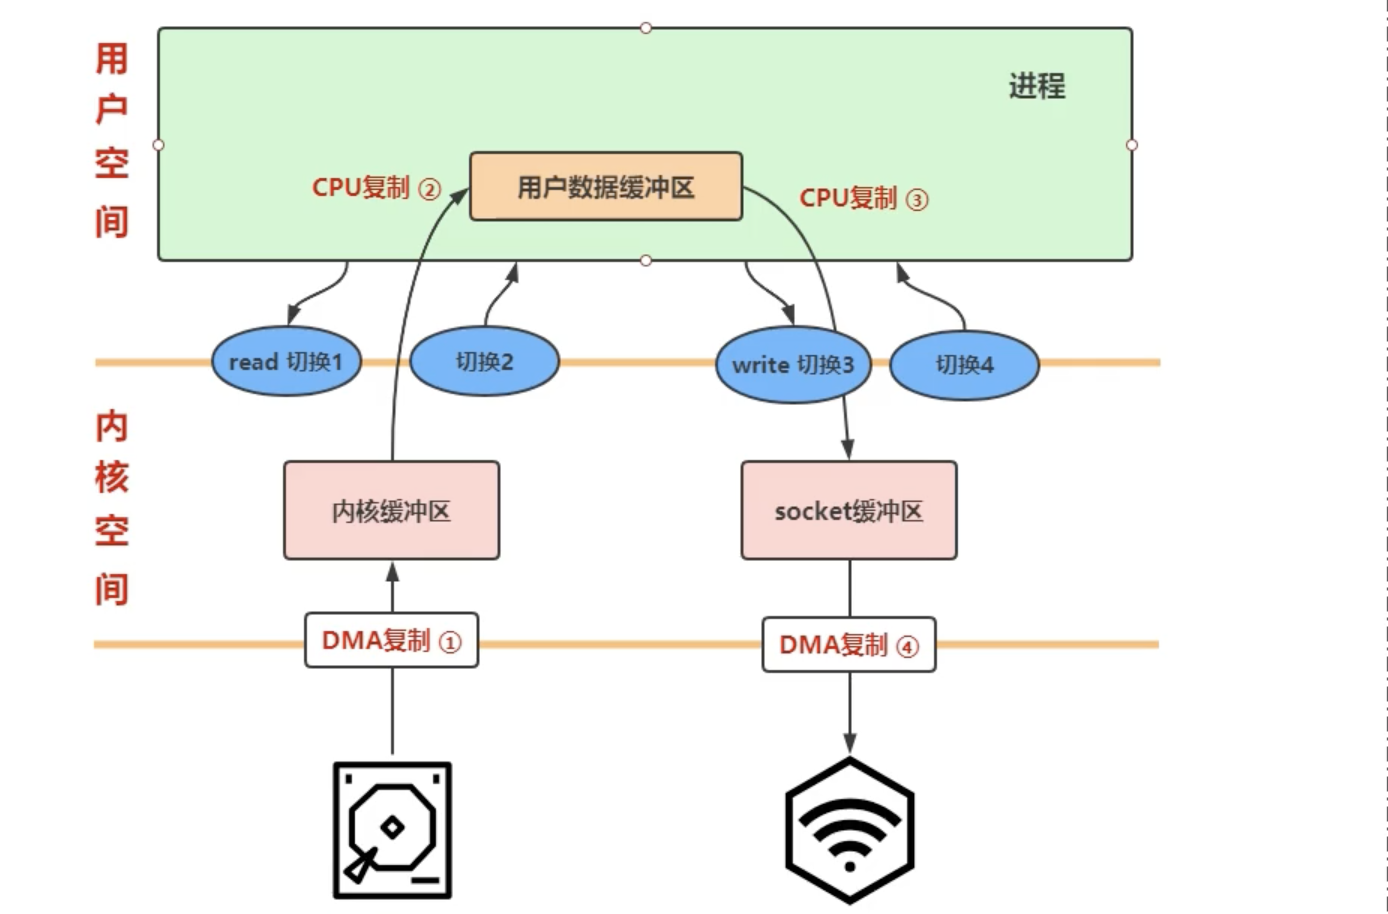 用户空间
进程
CPU复制 ②
用户数据缓冲区
CPU复制 ③
read 切换1
切换2
write 切换3
切换4
内核空间
内核缓冲区
socket缓冲区
DMA复制 ①
DMA复制 ④